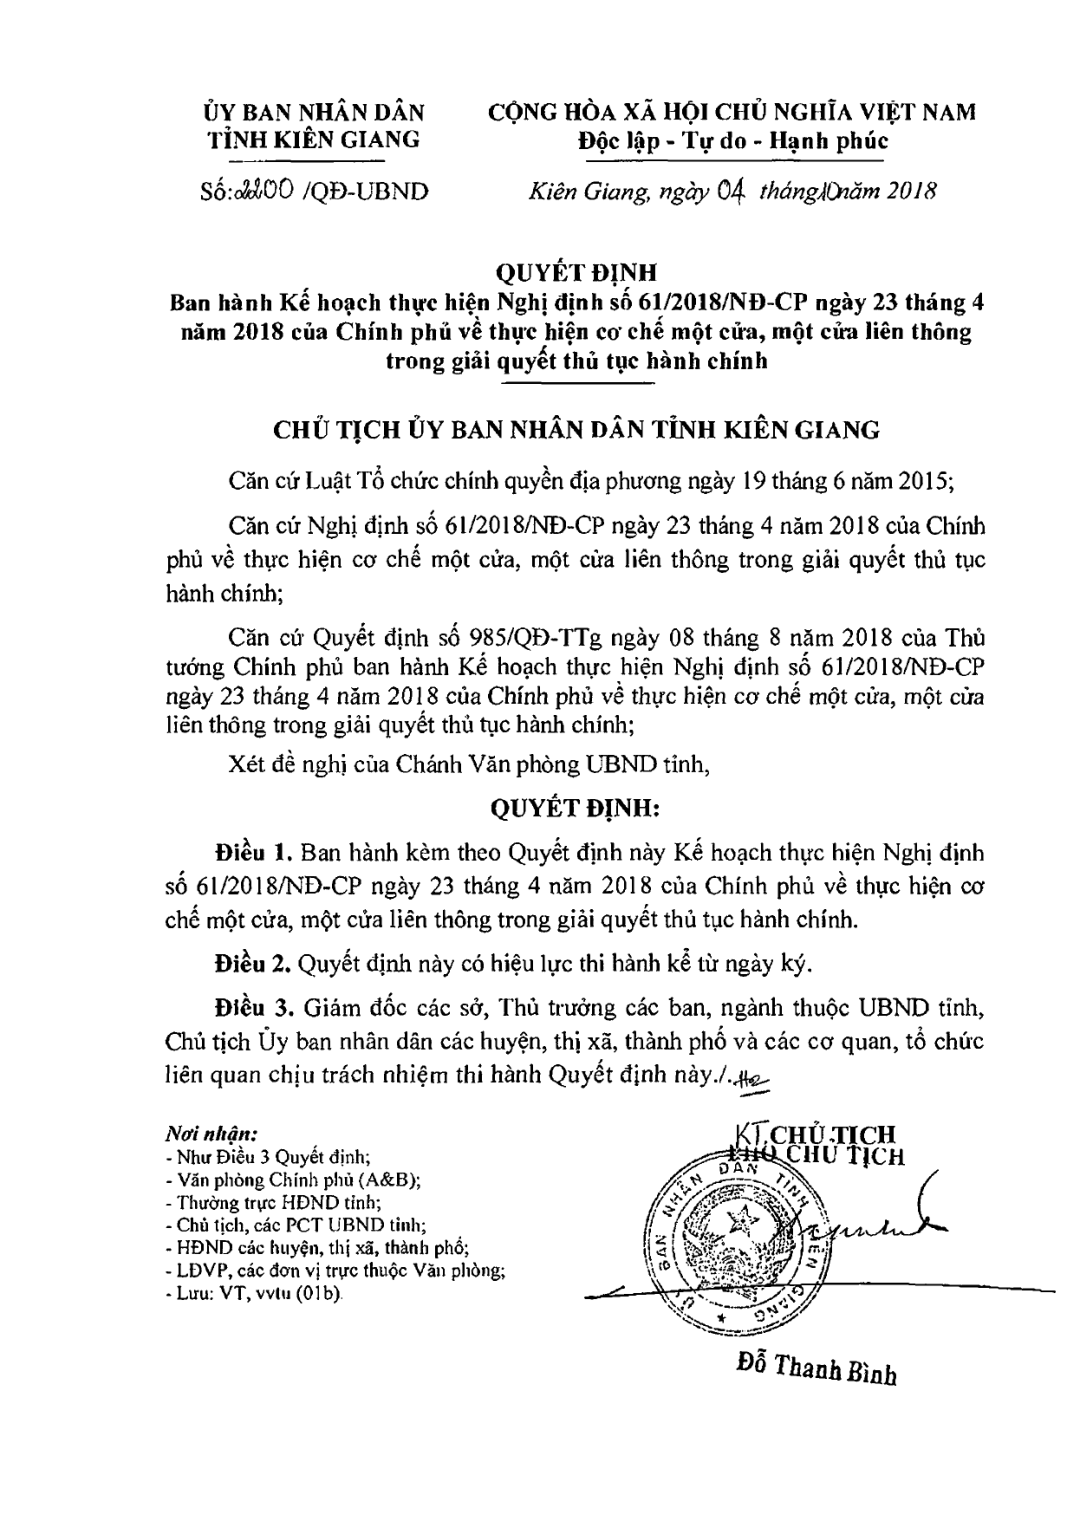 ỦY BAN NHÂN DÂN
TỈNH KIÊN GIANG
CỘNG HÒA XÃ HỘI CHỦ NGHĨA VIỆT NAM
Độc lập - Tự do - Hạnh phúc
Số: 2200 /QĐ-UBND
Kiên Giang, ngày 04 tháng 10 năm 2018
QUYẾT ĐỊNH
Ban hành Kế hoạch thực hiện Nghị định số 61/2018/NĐ-CP ngày 23 tháng 4
năm 2018 của Chính phủ về thực hiện cơ chế một cửa, một cửa liên thông
trong giải quyết thủ tục hành chính
CHỦ TỊCH ỦY BAN NHÂN DÂN TỈNH KIÊN GIANG
Căn cứ Luật Tổ chức chính quyền địa phương ngày 19 tháng 6 năm 2015;
Căn cứ Nghị định số 61/2018/NĐ-CP ngày 23 tháng 4 năm 2018 của Chính
phủ về thực hiện cơ chế một cửa, một cửa liên thông trong giải quyết thủ tục
hành chính;
Căn cứ Quyết định số 985/QĐ-TTg ngày 08 tháng 8 năm 2018 của Thủ
tướng Chính phủ ban hành Kế hoạch thực hiện Nghị định số 61/2018/NĐ-CP
ngày 23 tháng 4 năm 2018 của Chính phủ về thực hiện cơ chế một cửa, một cửa
liên thông trong giải quyết thủ tục hành chính;
Xét đề nghị của Chánh Văn phòng UBND tỉnh,
QUYẾT ĐỊNH:
Điều 1. Ban hành kèm theo Quyết định này Kế hoạch thực hiện Nghị định
số 61/2018/NĐ-CP ngày 23 tháng 4 năm 2018 của Chính phủ về thực hiện cơ
chế một cửa, một cửa liên thông trong giải quyết thủ tục hành chính.
Điều 2. Quyết định này có hiệu lực thi hành kể từ ngày ký.
Điều 3. Giám đốc các sở, Thủ trưởng các ban, ngành thuộc UBND tỉnh,
Chủ tịch Ủy ban nhân dân các huyện, thị xã, thành phố và các cơ quan, tổ chức
liên quan chịu trách nhiệm thi hành Quyết định này./.
Nơi nhận:
- Như Điều 3 Quyết định;
- Văn phòng Chính phủ (A&B);
- Thường trực HĐND tỉnh;
- Chủ tịch, các PCT UBND tỉnh;
- HĐND các huyện, thị xã, thành phố;
- LĐVP, các đơn vị trực thuộc Văn phòng;
- Lưu: VT, vvtu (01b).
KT.CHỦ TỊCH
PHÓ CHỦ TỊCH
ỦY BAN NHÂN DÂN TỈNH KIÊN GIANG
Đỗ Thanh Bình